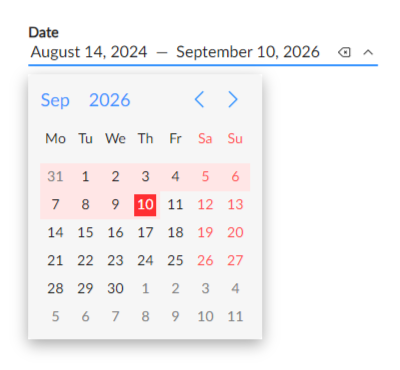 Date
August 14, 2024 — September 10, 2026
Sep 2026
Mo Tu We Th Fr Sa Su
31 1 2 3 4 5 6
7 8 9 10 11 12 13
14 15 16 17 18 19 20
21 22 23 24 25 26 27
28 29 30 1 2 3 4
5 6 7 8 9 10 11